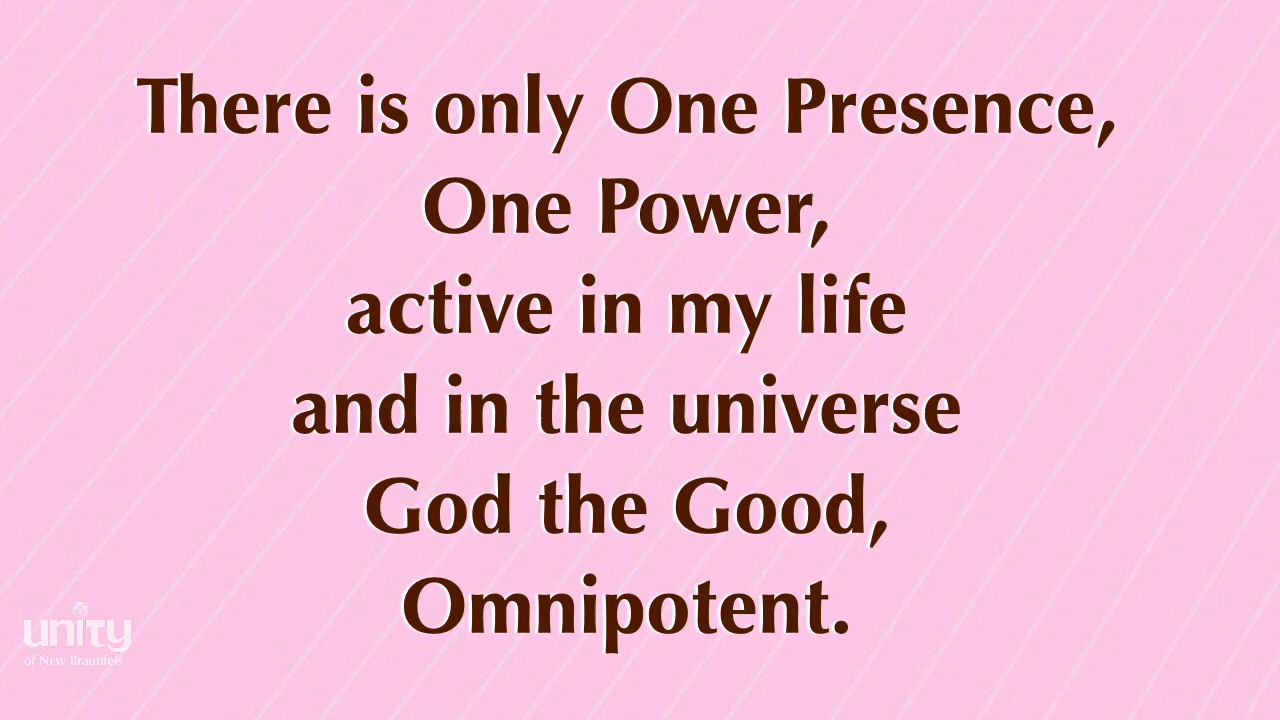 There is only One Presence,
One Power,
active in my life
and in the universe
God the Good,
Omnipotent.
unity
of New Braunfels